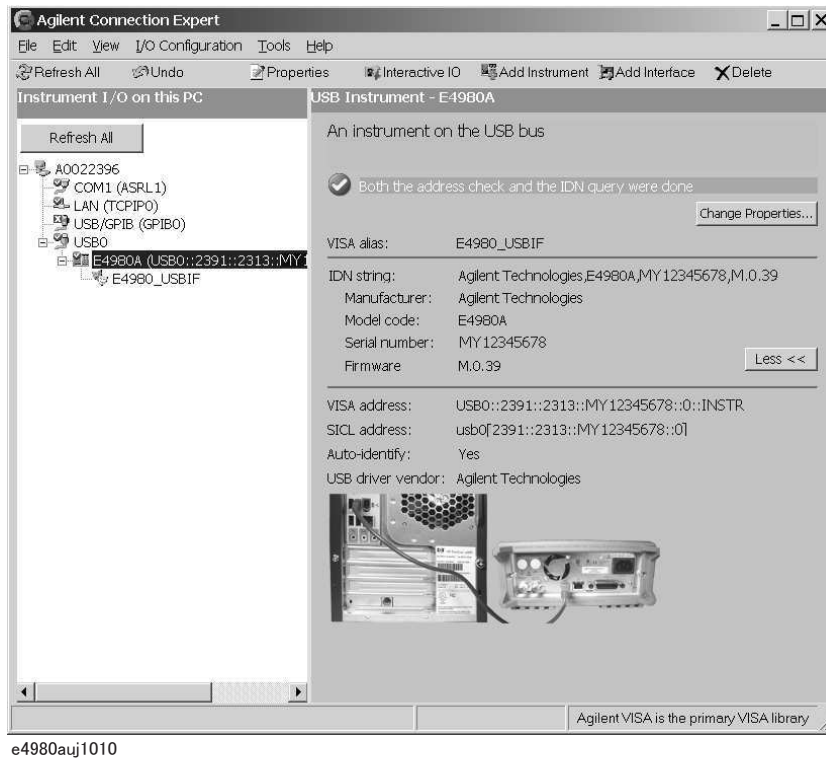 Agilent Connection Expert
File Edit View I/O Configuration Tools Help
Refresh All Undo Properties Interactive IO Add Instrument Add Interface Delete
Instrument I/O on this PC
USB Instrument - E4980A
Refresh All
A0022396
COM1 (ASRL1)
LAN (TCPIP0)
USB/GPIB (GPIB0)
USB0
E4980A (USB0::2391::2313::MY1
E4980_USBIF
An instrument on the USB bus
Both the address check and the IDN query were done
Change Properties...
VISA alias: E4980_USBIF
IDN string: Agilent Technologies,E4980A,MY12345678,M.0.39
Manufacturer: Agilent Technologies
Model code: E4980A
Serial number: MY12345678
Firmware M.0.39
Less <<
VISA address: USB0::2391::2313::MY12345678::0::INSTR
SICL address: usb0[2391::2313::MY12345678::0]
Auto-identify: Yes
USB driver vendor: Agilent Technologies
Agilent VISA is the primary VISA library
e4980auj1010